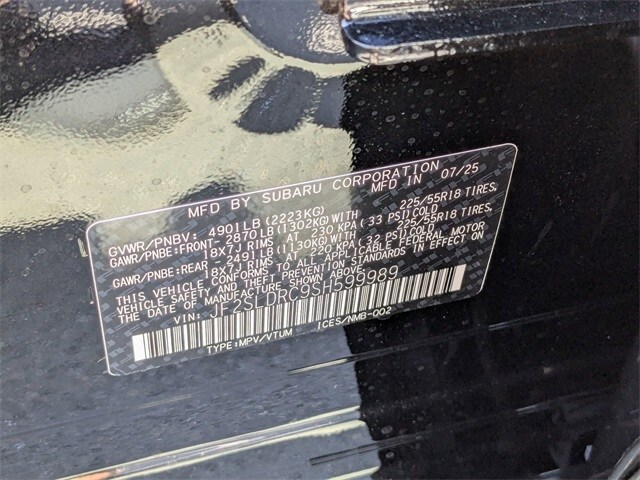 MFD BY SUBARU CORPORATION
MFD IN 07/25
GVWR/PNBV: 4901LB(2223KG)
GAWR/PNBE:FRONT-2870LB(1302KG)WITH 225/55R18 TIRES,
18X7J RIMS AT 230 KPA(33 PSI)COLD
GAWR/PNBE:REAR -2491LB(1130KG)WITH 225/55R18 TIRES,
18X7J RIMS AT 220 KPA(32 PSI)COLD
THIS VEHICLE CONFORMS TO ALL APPLICABLE FEDERAL MOTOR
VEHICLE SAFETY AND THEFT PREVENTION STANDARDS IN EFFECT ON
THE DATE OF MANUFACTURE SHOWN ABOVE.
VIN: JF2SLDRC9SH599989
TYPE:MPV/VTUM ICES/NMB-002